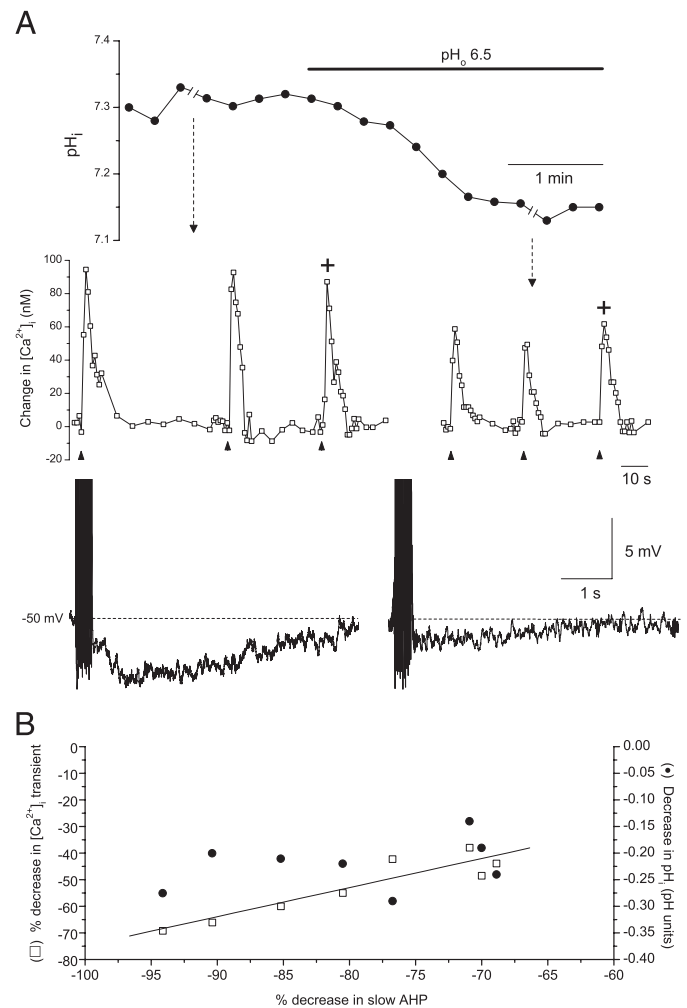 A
7.4
7.3
7.2
7.1
pHi
pHo 6.5
1 min
100
80
60
40
20
0
-20
Change in [Ca2+]i (nM)
+
+
10 s
-50 mV
5 mV
1 s
B
0
-10
-20
-30
-40
-50
-60
-70
-80
(□) % decrease in [Ca2+]i transient
0.00
-0.05
-0.10
-0.15
-0.20
-0.25
-0.30
-0.35
-0.40
(●) Decrease in pHi (pH units)
-100 -95 -90 -85 -80 -75 -70 -65 -60
% decrease in slow AHP